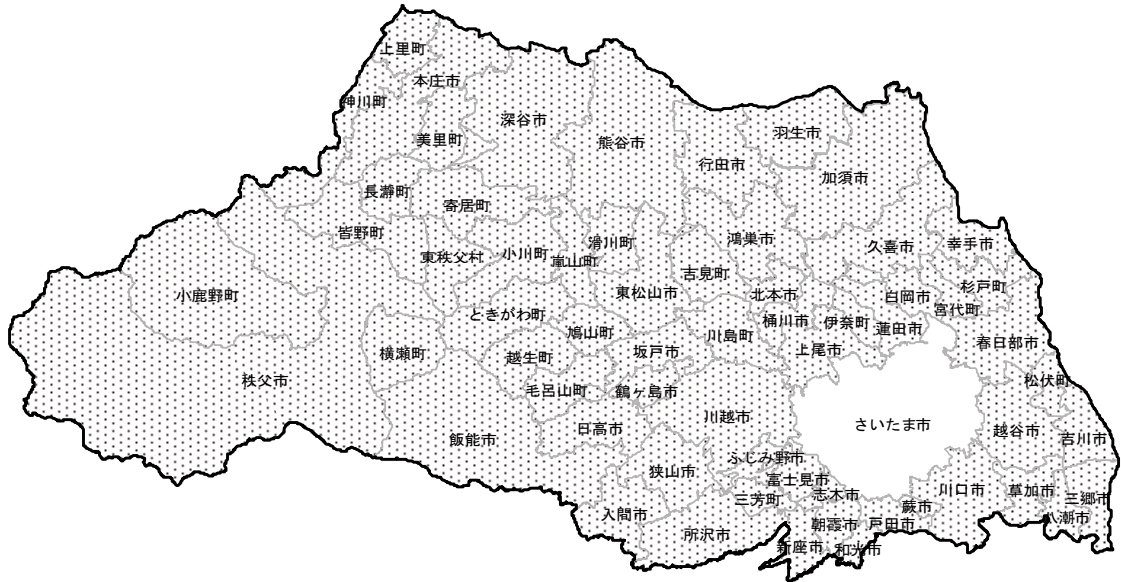 上里町
本庄市
神川町
美里町
深谷市
熊谷市
行田市
羽生市
加須市
長瀞町
寄居町
皆野町
東秩父村
小川町
嵐山町
滑川町
吉見町
鴻巣市
久喜市
幸手市
小鹿野町
東松山市
北本市
白岡市
杉戸町
宮代町
ときがわ町
鳩山町
川島町
桶川市
伊奈町
蓮田市
春日部市
横瀬町
越生町
坂戸市
上尾市
秩父市
毛呂山町
鶴ヶ島市
松伏町
飯能市
日高市
川越市
さいたま市
越谷市
吉川市
狭山市
ふじみ野市
富士見市
三芳町
志木市
川口市
草加市
三郷市
入間市
所沢市
朝霞市
戸田市
蕨市
八潮市
新座市
和光市